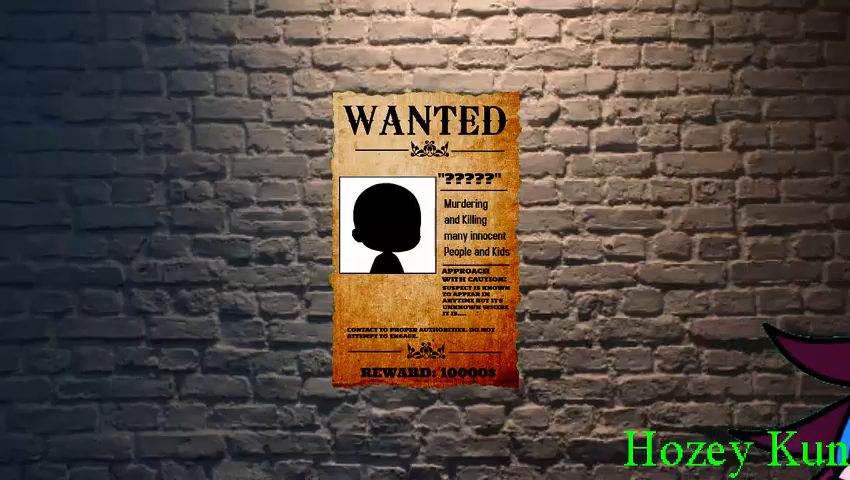 WANTED
"?????"
Murdering
and Killing
many innocent
People and Kids
APPROACH
WITH CAUTION:
SUSPECT IS KNOWN
TO APPEAR IN
ANYTIME BUT IT'S
UNKNOWN WHERE
IT IS....
CONTACT TO PROPER AUTHORITIES. DO NOT
ATTEMPT TO ENGAGE.
REWARD: 10000$
Hozey Kun